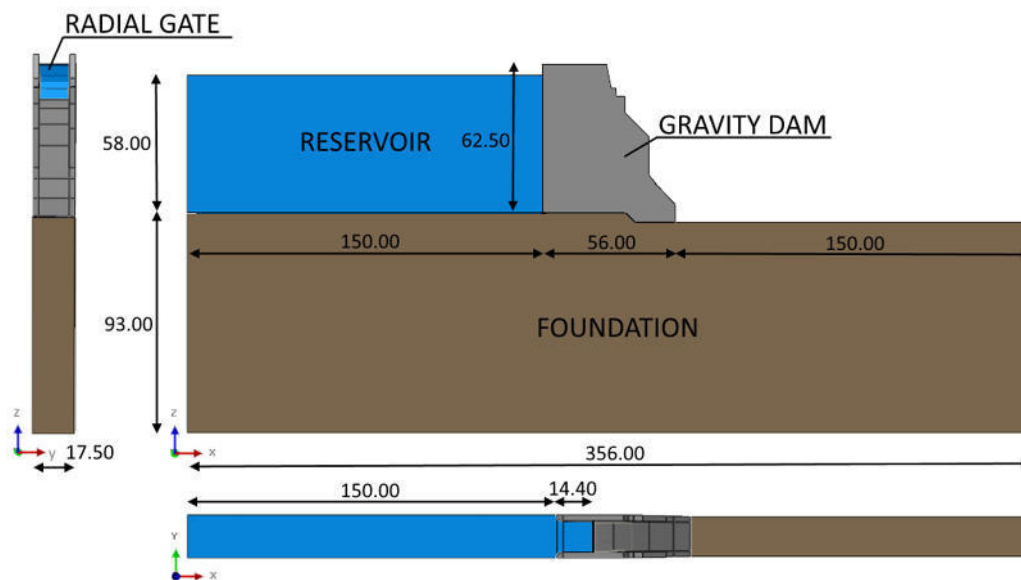 RADIAL GATE
58.00
RESERVOIR
62.50
GRAVITY DAM
150.00
56.00
150.00
93.00
FOUNDATION
z
y
17.50
z
x
356.00
150.00
14.40
Y
x